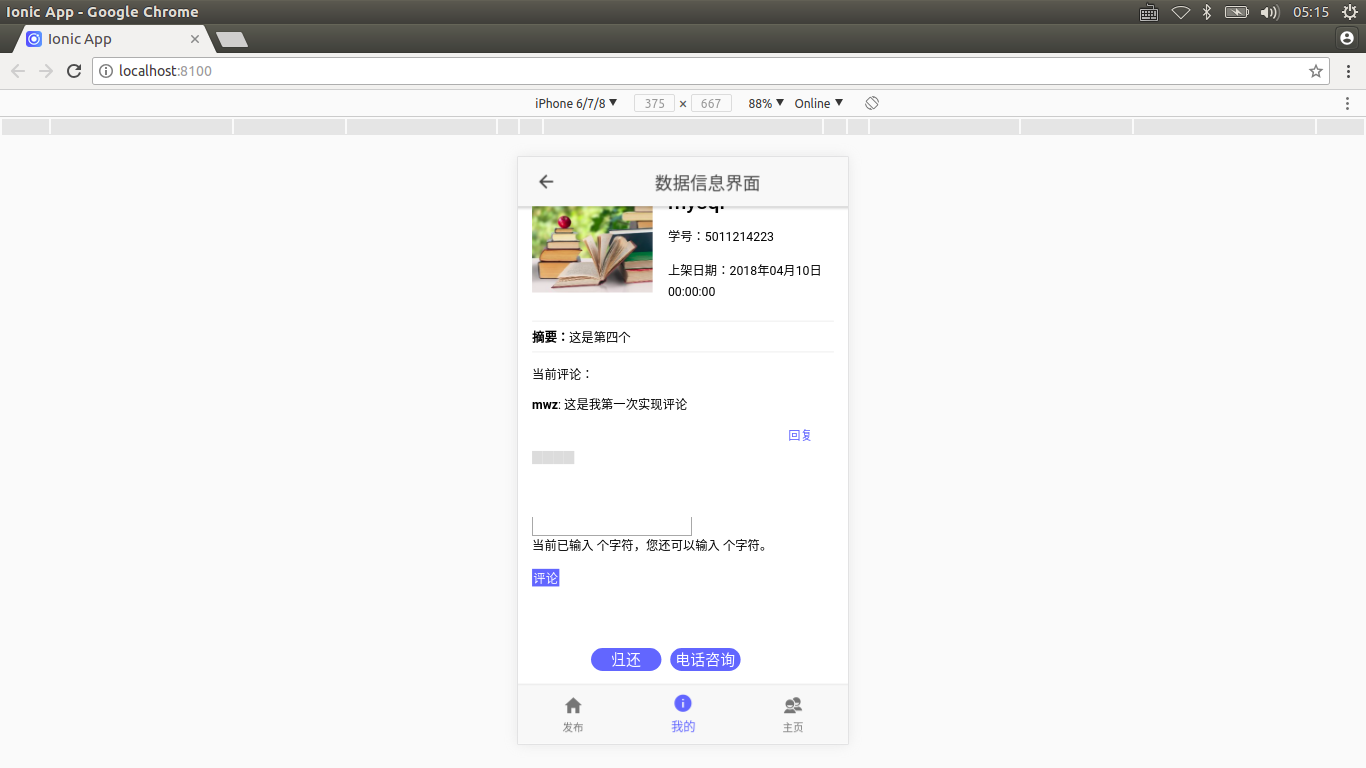 Ionic App - Google Chrome
05:15
Ionic App
localhost:8100
iPhone 6/7/8 375 × 667 88% Online
数据信息界面
mysql
学号：5011214223
上架日期：2018年04月10日
00:00:00
摘要：这是第四个
当前评论：
mwz: 这是我第一次实现评论
回复
当前已输入 个字符，您还可以输入 个字符。
评论
归还 电话咨询
发布 我的 主页